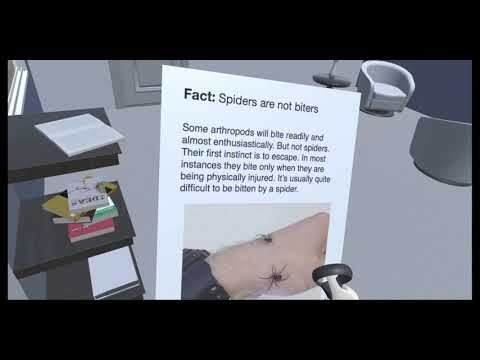 Fact: Spiders are not biters
Some arthropods will bite readily and
almost enthusiastically. But not spiders.
Their first instinct is to escape. In most
instances they bite only when they are
being physically injured. It's usually quite
difficult to be bitten by a spider.
IDEAS